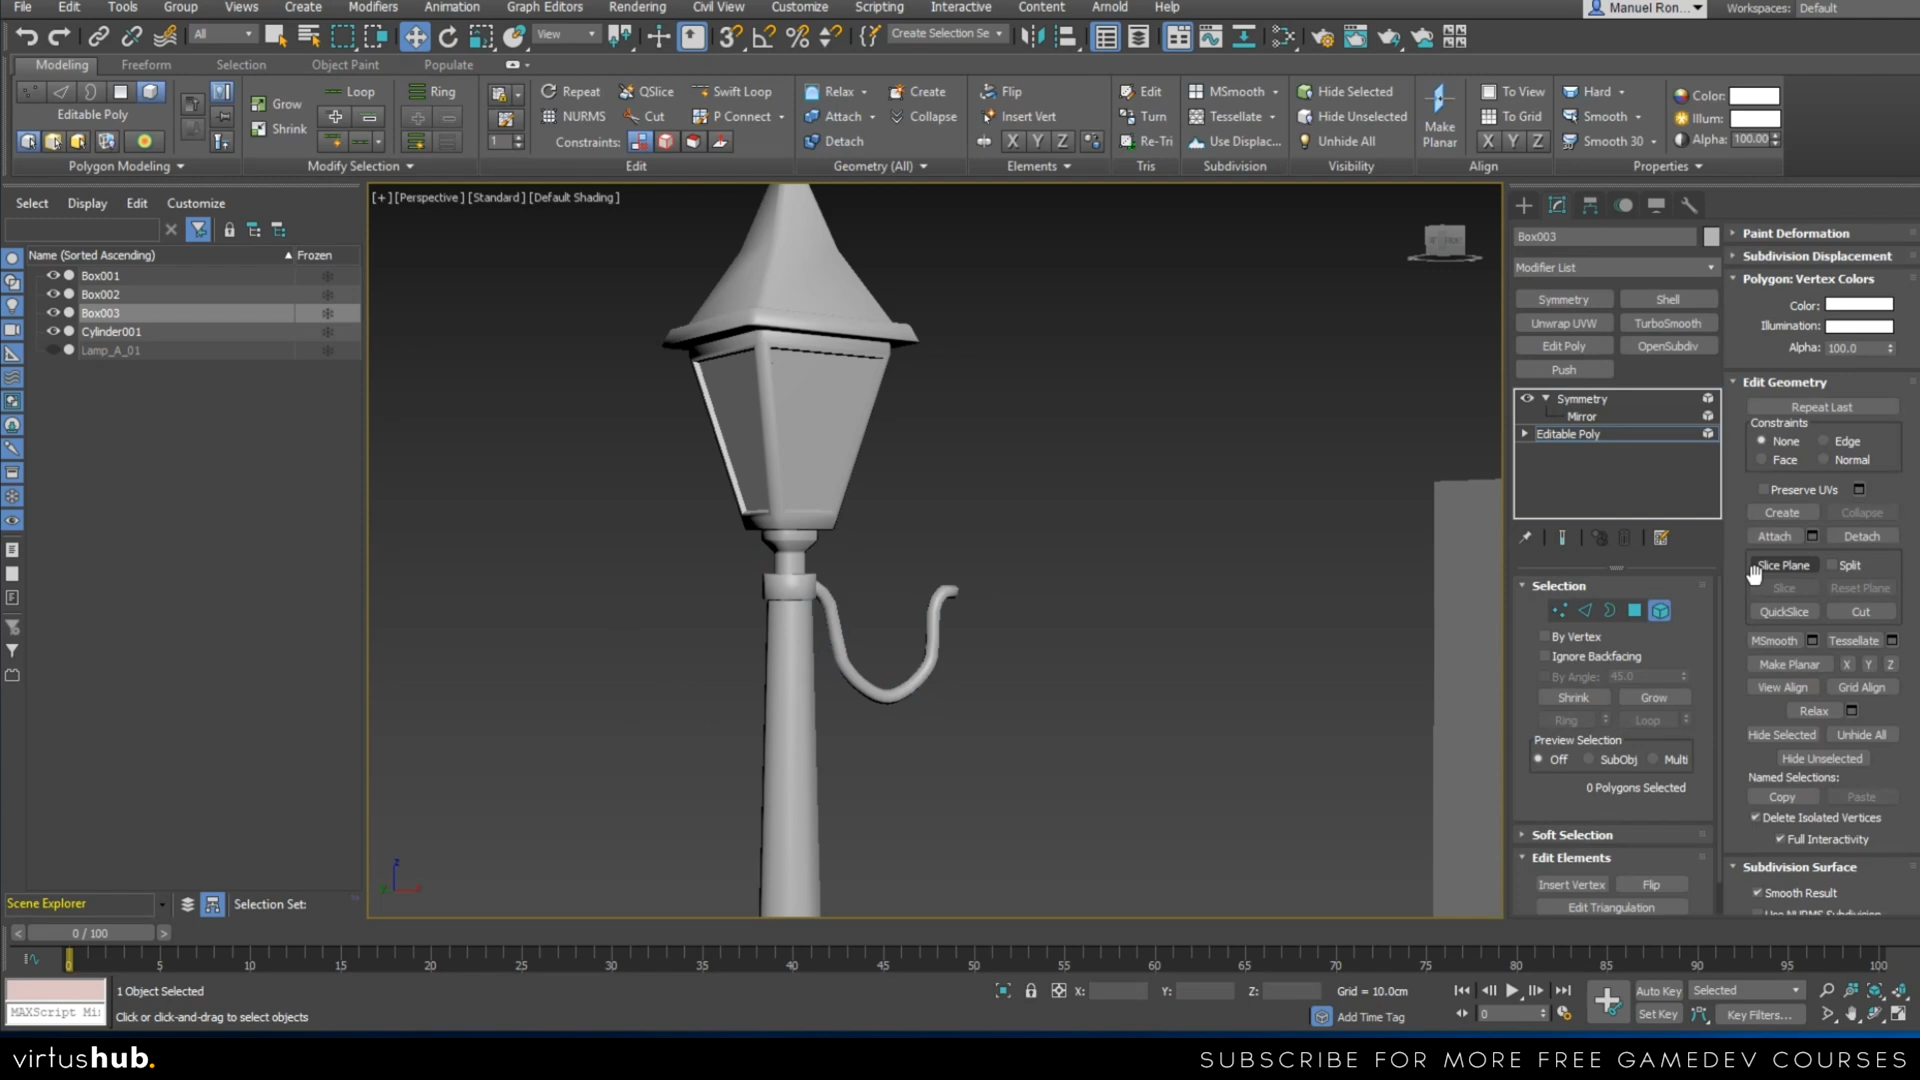 File Edit Tools Group Views Create Modifiers Animation Graph Editors Rendering Civil View Customize Scripting Interactive Content Arnold Help Manuel Ron... Workspaces: Default
All View Create Selection Se
Modeling Freeform Selection Object Paint Populate
Grow Loop Ring Repeat QSlice Swift Loop Relax Create Flip Edit MSmooth Hide Selected To View Hard Color:
Editable Poly Shrink NURMS Cut P Connect Attach Collapse Insert Vert Turn Tessellate Hide Unselected Make Planar To Grid Smooth Illum:
1 Constraints: Detach X Y Z Re-Tri Use Displac... Unhide All X Y Z Smooth 30 Alpha: 100.00
Polygon Modeling Modify Selection Edit Geometry (All) Elements Tris Subdivision Visibility Align Properties
Select Display Edit Customize
Name (Sorted Ascending) Frozen
Box001
Box002
Box003
Cylinder001
Lamp_A_01
[+] [Perspective] [Standard] [Default Shading]
Box003
Modifier List
Symmetry Shell
Unwrap UVW TurboSmooth
Edit Poly OpenSubdiv
Push
Symmetry
Mirror
Editable Poly
Selection
By Vertex
Ignore Backfacing
By Angle: 45.0
Shrink Grow
Ring Loop
Preview Selection
Off SubObj Multi
0 Polygons Selected
Soft Selection
Edit Elements
Insert Vertex Flip
Edit Triangulation
Paint Deformation
Subdivision Displacement
Polygon: Vertex Colors
Color:
Illumination:
Alpha: 100.0
Edit Geometry
Repeat Last
Constraints
None Edge
Face Normal
Preserve UVs
Create Collapse
Attach Detach
Slice Plane Split
Slice Reset Plane
QuickSlice Cut
MSmooth Tessellate
Make Planar X Y Z
View Align Grid Align
Relax
Hide Selected Unhide All
Hide Unselected
Named Selections:
Copy Paste
Delete Isolated Vertices
Full Interactivity
Subdivision Surface
Smooth Result
Scene Explorer Selection Set:
< 0 / 100 >
0 5 10 15 20 25 30 35 40 45 50 55 60 65 70 75 80 85 90 95 100
1 Object Selected X: Y: Z: Grid = 10.0cm Auto Key Selected
MAXScript Mi Click or click-and-drag to select objects Add Time Tag 0 Set Key Key Filters...
virtushub. SUBSCRIBE FOR MORE FREE GAMEDEV COURSES